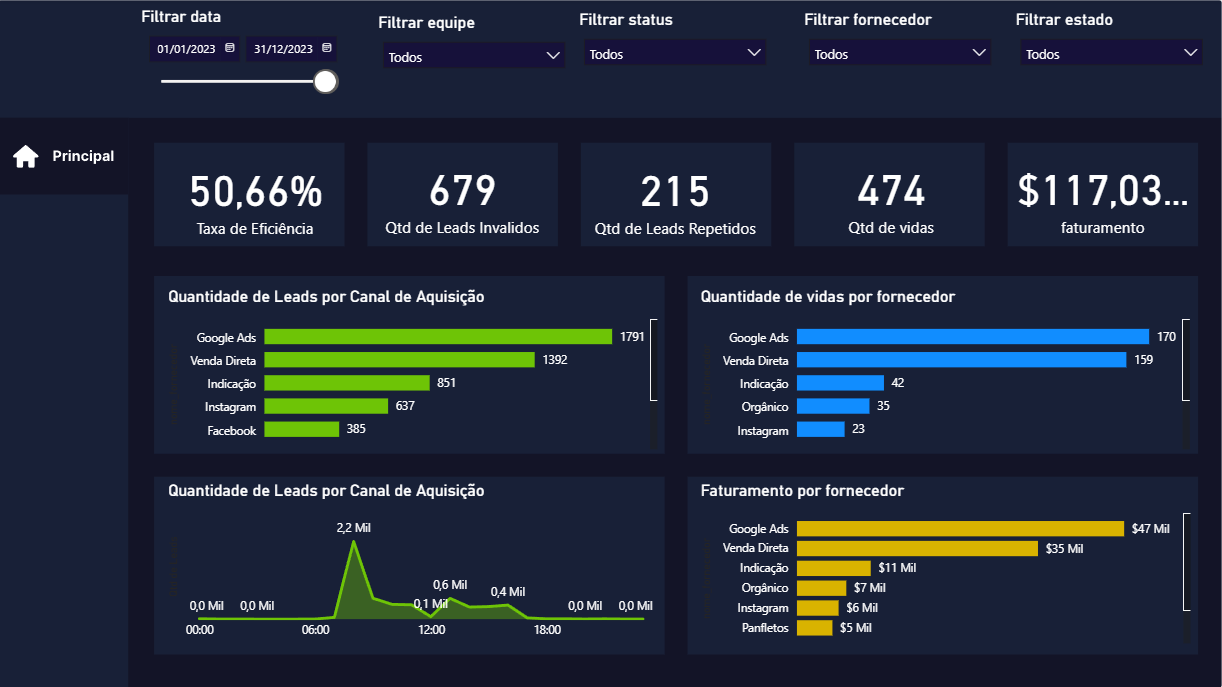 Filtrar data
Filtrar equipe
Filtrar status
Filtrar fornecedor
Filtrar estado
01/01/2023 31/12/2023
Todos
Todos
Todos
Todos
Principal
50,66%
Taxa de Eficiência
679
Qtd de Leads Invalidos
215
Qtd de Leads Repetidos
474
Qtd de vidas
$117,03...
faturamento
Quantidade de Leads por Canal de Aquisição
Google Ads 1791
Venda Direta 1392
Indicação 851
Instagram 637
Facebook 385
Quantidade de vidas por fornecedor
Google Ads 170
Venda Direta 159
Indicação 42
Orgânico 35
Instagram 23
Quantidade de Leads por Canal de Aquisição
2,2 Mil
0,6 Mil
0,4 Mil
0,0 Mil 0,0 Mil 0,1 Mil 0,0 Mil 0,0 Mil
00:00 06:00 12:00 18:00
Faturamento por fornecedor
Google Ads $47 Mil
Venda Direta $35 Mil
Indicação $11 Mil
Orgânico $7 Mil
Instagram $6 Mil
Panfletos $5 Mil